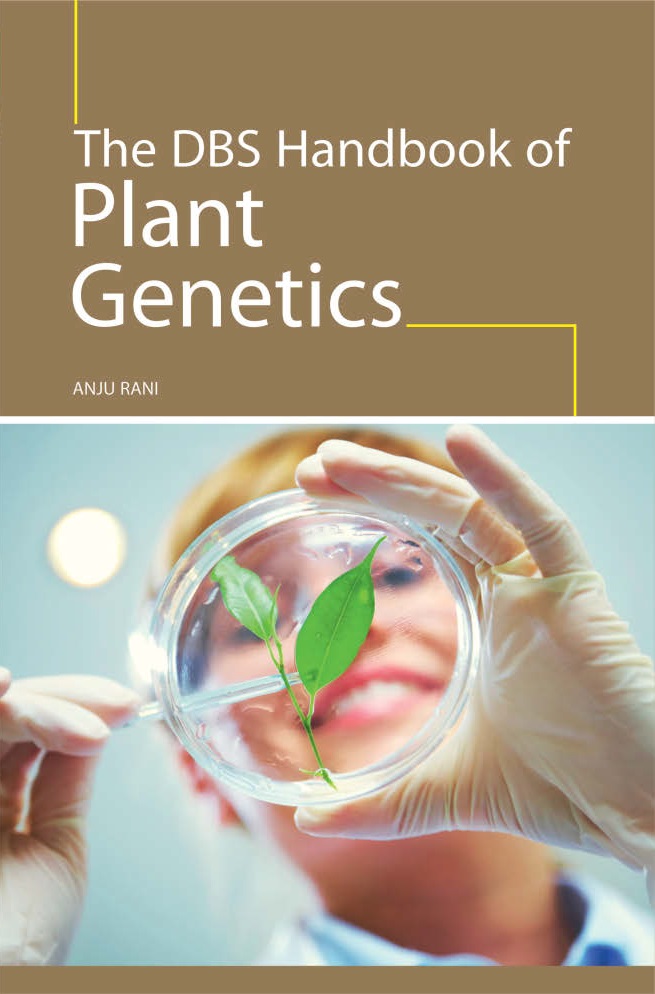 The DBS Handbook of
Plant
Genetics
ANJU RANI